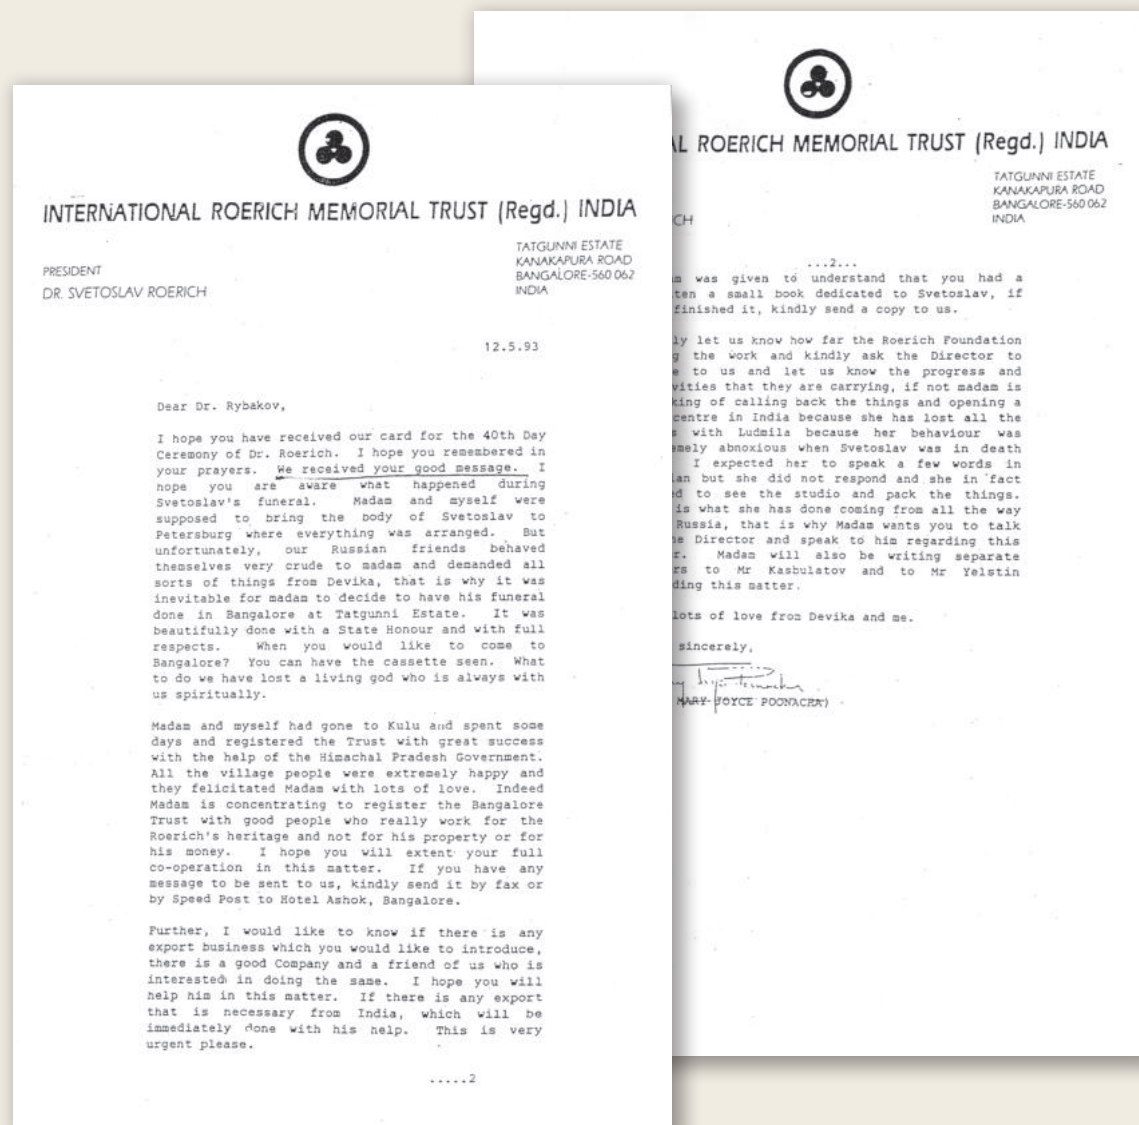 INTERNATIONAL ROERICH MEMORIAL TRUST (Regd.) INDIA
PRESIDENT
DR. SVETOSLAV ROERICH
TATGUNNI ESTATE
KANAKAPURA ROAD
BANGALORE-560 062
INDIA
12.5.93
Dear Dr. Rybakov,
I hope you have received our card for the 40th Day
Ceremony of Dr. Roerich. I hope you remembered in
your prayers. We received your good message. I
hope you are aware what happened during
Svetoslav's funeral. Madam and myself were
supposed to bring the body of Svetoslav to
Petersburg where everything was arranged. But
unfortunately, our Russian friends behaved
themselves very crude to madam and demanded all
sorts of things from Devika, that is why it was
inevitable for madam to decide to have his funeral
done in Bangalore at Tatgunni Estate. It was
beautifully done with a State Honour and with full
respects. When you would like to come to
Bangalore? You can have the cassette seen. What
to do we have lost a living god who is always with
us spiritually.
Madam and myself had gone to Kulu and spent some
days and registered the Trust with great success
with the help of the Himachal Pradesh Government.
All the village people were extremely happy and
they felicitated Madam with lots of love. Indeed
Madam is concentrating to register the Bangalore
Trust with good people who really work for the
Roerich's heritage and not for his property or for
his money. I hope you will extent your full
co-operation in this matter. If you have any
message to be sent to us, kindly send it by fax or
by Speed Post to Hotel Ashok, Bangalore.
Further, I would like to know if there is any
export business which you would like to introduce,
there is a good Company and a friend of us who is
interested in doing the same. I hope you will
help him in this matter. If there is any export
that is necessary from India, which will be
immediately done with his help. This is very
urgent please.
.....2
AL ROERICH MEMORIAL TRUST (Regd.) INDIA
CH
TATGUNNI ESTATE
KANAKAPURA ROAD
BANGALORE-560 062
INDIA
...2...
was given to understand that you had a
ten a small book dedicated to Svetoslav, if
finished it, kindly send a copy to us.
ly let us know how far the Roerich Foundation
g the work and kindly ask the Director to
e to us and let us know the progress and
vities that they are carrying, if not madam is
king of calling back the things and opening a
centre in India because she has lost all the
s with Ludmila because her behaviour was
emely abnoxious when Svetoslav was in death
I expected her to speak a few words in
an but she did not respond and she in fact
d to see the studio and pack the things.
is what she has done coming from all the way
Russia, that is why Madam wants you to talk
e Director and speak to him regarding this
r. Madam will also be writing separate
rs to Mr Kasbulatov and to Mr Yelstin
ding this matter.
lots of love from Devika and me.
sincerely,
MARY JOYCE POONACHA)